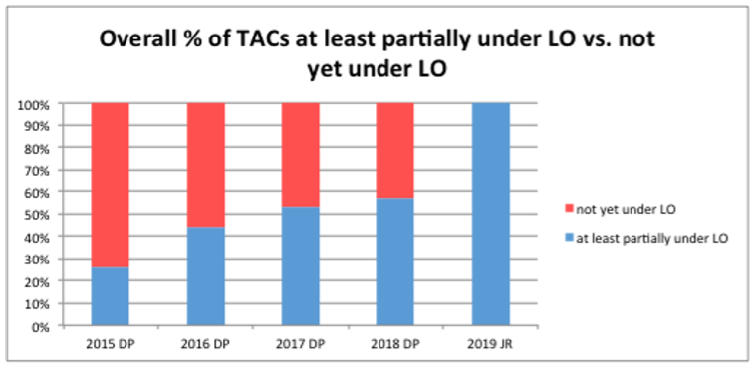 Overall % of TACs at least partially under LO vs. not
yet under LO
100%
90%
80%
70%
60%
50%
40%
30%
20%
10%
0%
2015 DP
2016 DP
2017 DP
2018 DP
2019 JR
not yet under LO
at least partially under LO